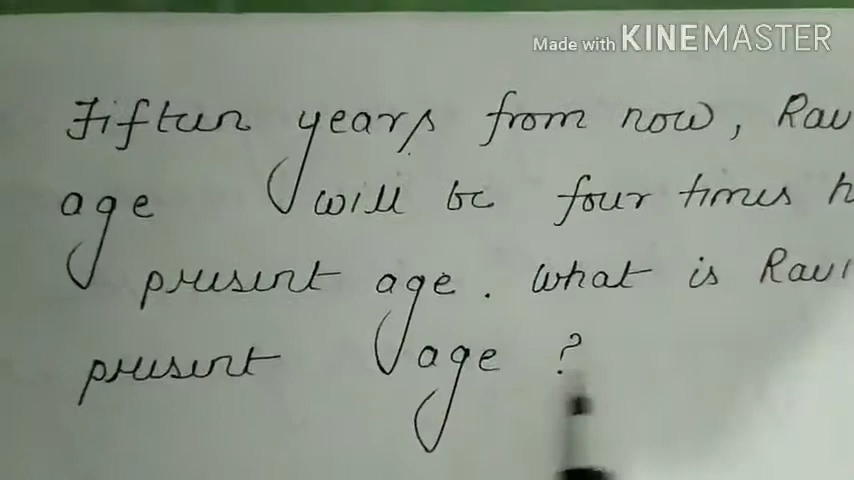 Made with KINEMASTER
Fifteen years from now, Rav
age will be four times h
present age. What is Ravi
present age ?